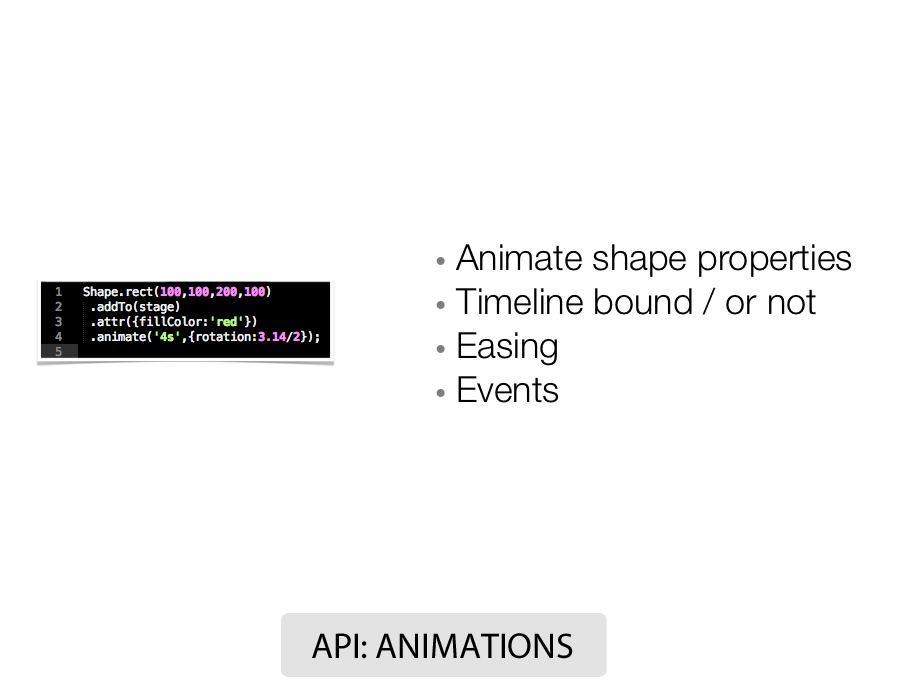 1 Shape.rect(100,100,200,100)
2 .addTo(stage)
3 .attr({fillColor:'red'})
4 .animate('4s',{rotation:3.14/2});
5
• Animate shape properties
• Timeline bound / or not
• Easing
• Events
API: ANIMATIONS